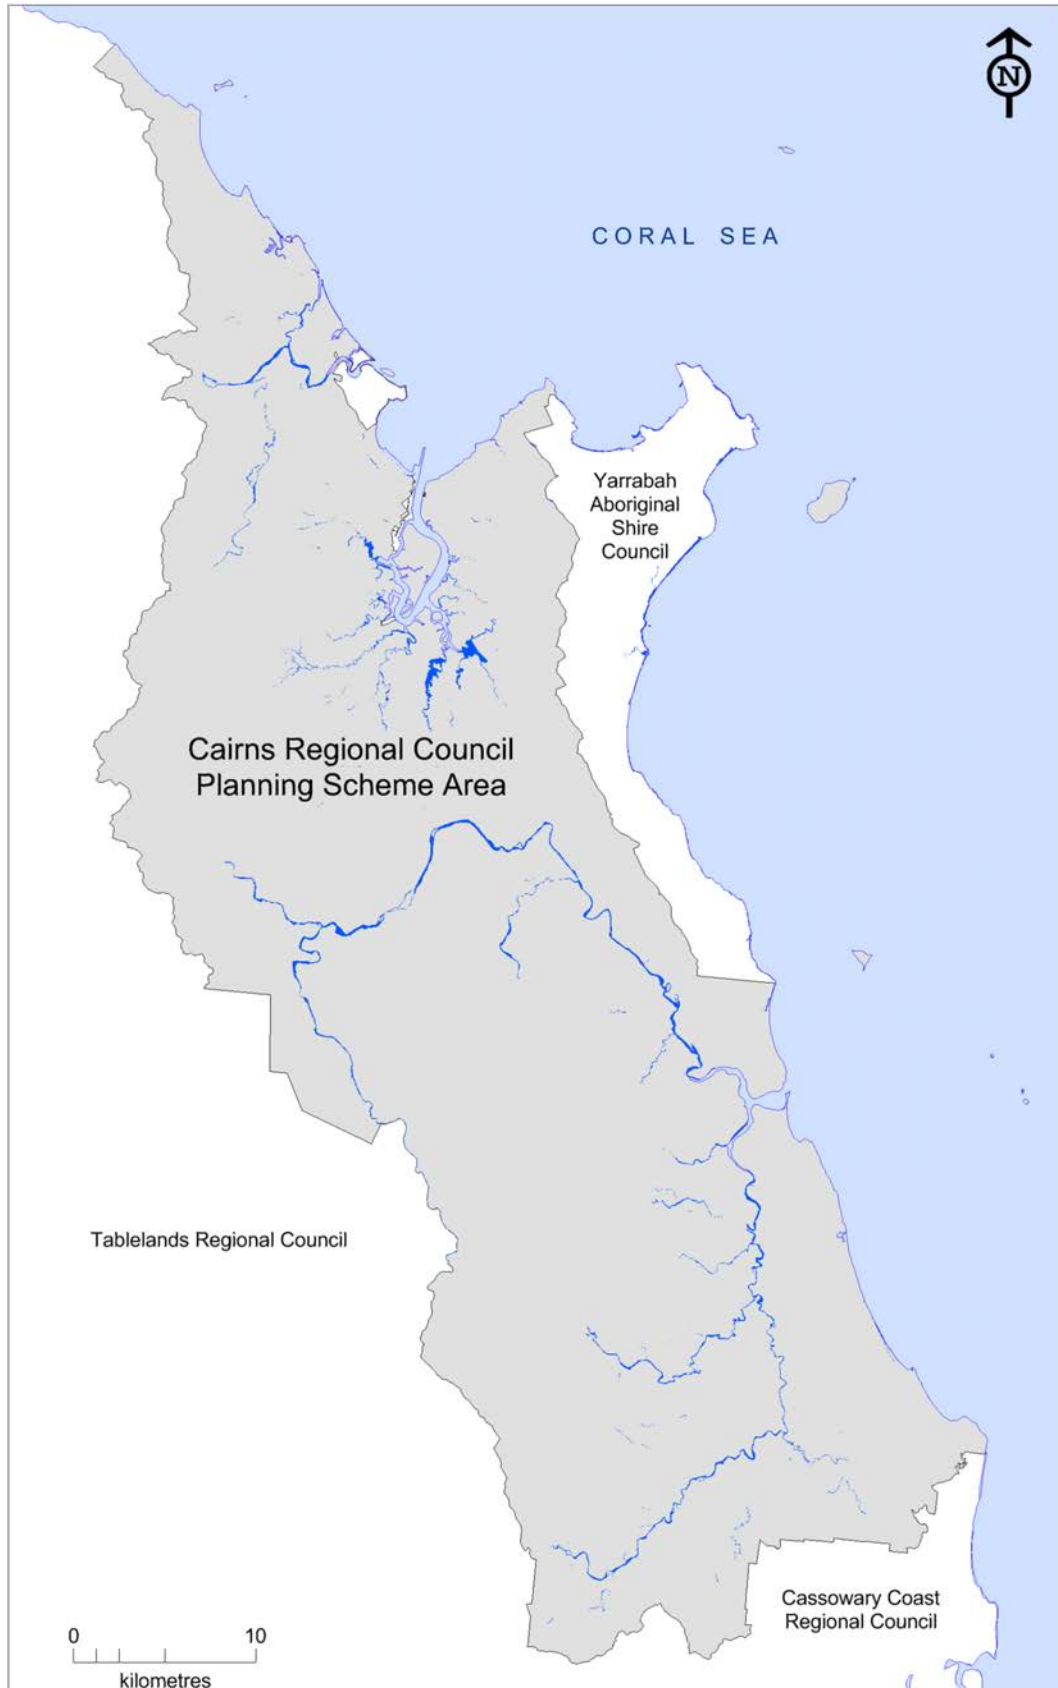 N
CORAL SEA
Yarrabah
Aboriginal
Shire
Council
Cairns Regional Council
Planning Scheme Area
Tablelands Regional Council
Cassowary Coast
Regional Council
0 10
kilometres